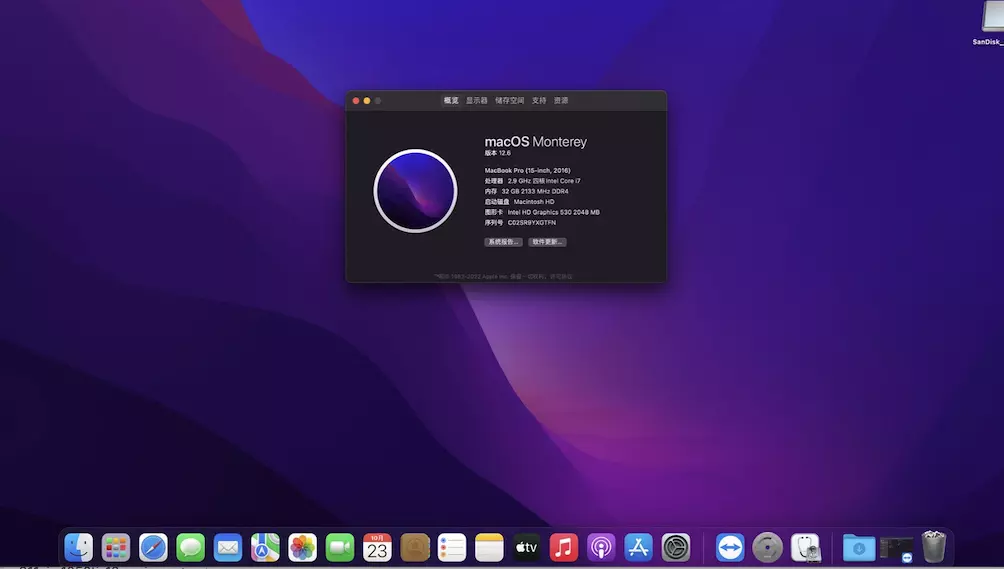 SanDisk_
概览 显示器 储存空间 支持 资源
macOS Monterey
版本 12.6
MacBook Pro (15-inch, 2016)
处理器 2.9 GHz 四核Intel Core i7
内存 32 GB 2133 MHz DDR4
启动磁盘 Macintosh HD
图形卡 Intel HD Graphics 530 2048 MB
序列号 C02SR9YXGTFN
系统报告... 软件更新...
1983-2022 Apple Inc. 保留一切权利。许可协议
10月
23
tv